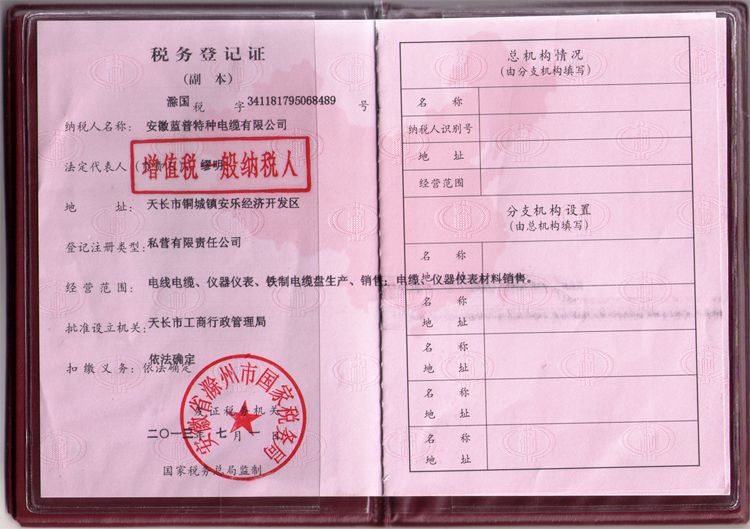 税务登记证
(副 本)
滁国 税 字 341181795068489 号
纳税人名称: 安徽蓝普特种电缆有限公司
法定代表人 缪明
增值税一般纳税人
地 址: 天长市铜城镇安乐经济开发区
登记注册类型: 私营有限责任公司
经营范围: 电线电缆、仪器仪表、铁制电缆盘生产、销售;电缆、仪器仪表材料销售。
批准设立机关: 天长市工商行政管理局
扣缴义务: 依法确定
依法确定
发证税务机关
安徽省滁州市国家税务局
二〇一三年 七 月 一 日
国家税务总局监制
总机构情况
(由分支机构填写)
名 称
纳税人识别号
地 址
经营范围
分支机构设置
(由总机构填写)
名 称
地 址
名 称
地 址
名 称
地 址
名 称
地 址
名 称
地 址